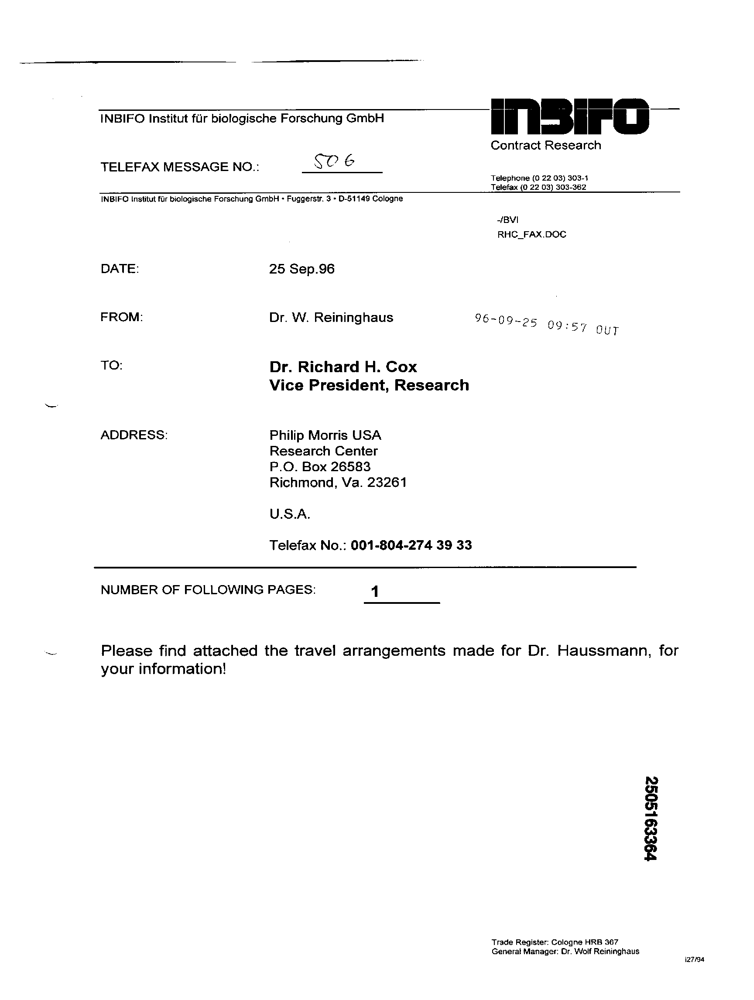 INBIFO Institut für biologische Forschung GmbH
INBIFO
Contract Research
TELEFAX MESSAGE NO.: 506
Telephone (0 22 03) 303-1
Telefax (0 22 03) 303-362
INBIFO Institut für biologische Forschung GmbH • Fuggerstr. 3 • D-51149 Cologne
-/BVI
RHC_FAX.DOC
DATE: 25 Sep.96
FROM: Dr. W. Reininghaus 96-09-25 09:57 OUT
TO: Dr. Richard H. Cox
Vice President, Research
ADDRESS: Philip Morris USA
Research Center
P.O. Box 26583
Richmond, Va. 23261
U.S.A.
Telefax No.: 001-804-274 39 33
NUMBER OF FOLLOWING PAGES: 1
Please find attached the travel arrangements made for Dr. Haussmann, for
your information!
2505163364
Trade Register: Cologne HRB 367
General Manager: Dr. Wolf Reininghaus
i27/94